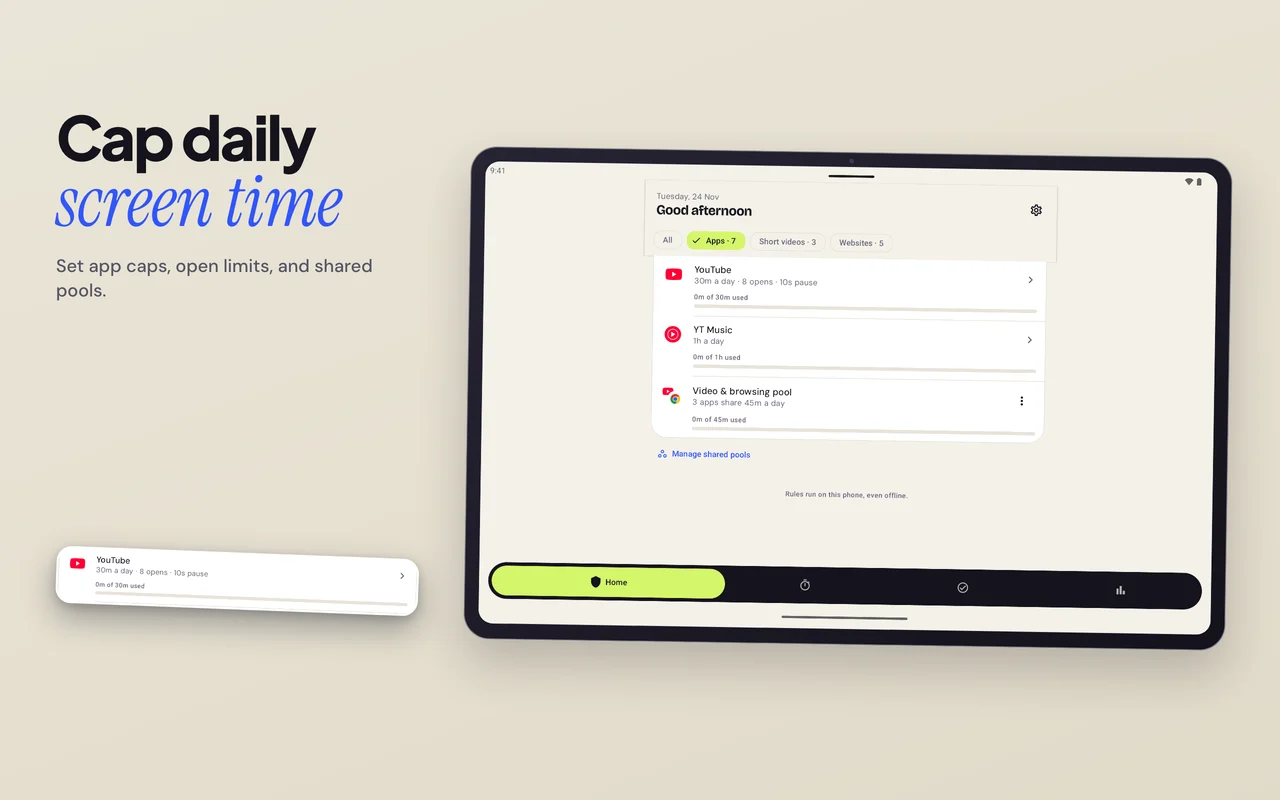 Cap daily
screen time
Set app caps, open limits, and shared
pools.
YouTube
30m a day · 8 opens · 10s pause
0m of 30m used
9:41
Tuesday, 24 Nov
Good afternoon
All
Apps · 7
Short videos · 3
Websites · 5
YouTube
30m a day · 8 opens · 10s pause
0m of 30m used
YT Music
1h a day
0m of 1h used
Video & browsing pool
3 apps share 45m a day
0m of 45m used
Manage shared pools
Rules run on this phone, even offline.
Home